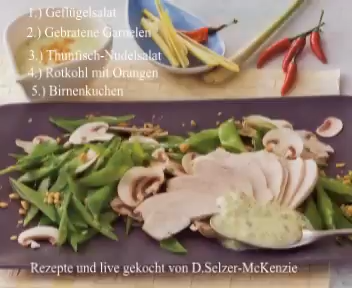 1.) Geflügelsalat
2.) Gebratene Garnelen
3.) Thunfisch-Nudelsalat
4.) Rotkohl mit Orangen
5.) Birnenkuchen
Rezepte und live gekocht von D.Selzer-McKenzie